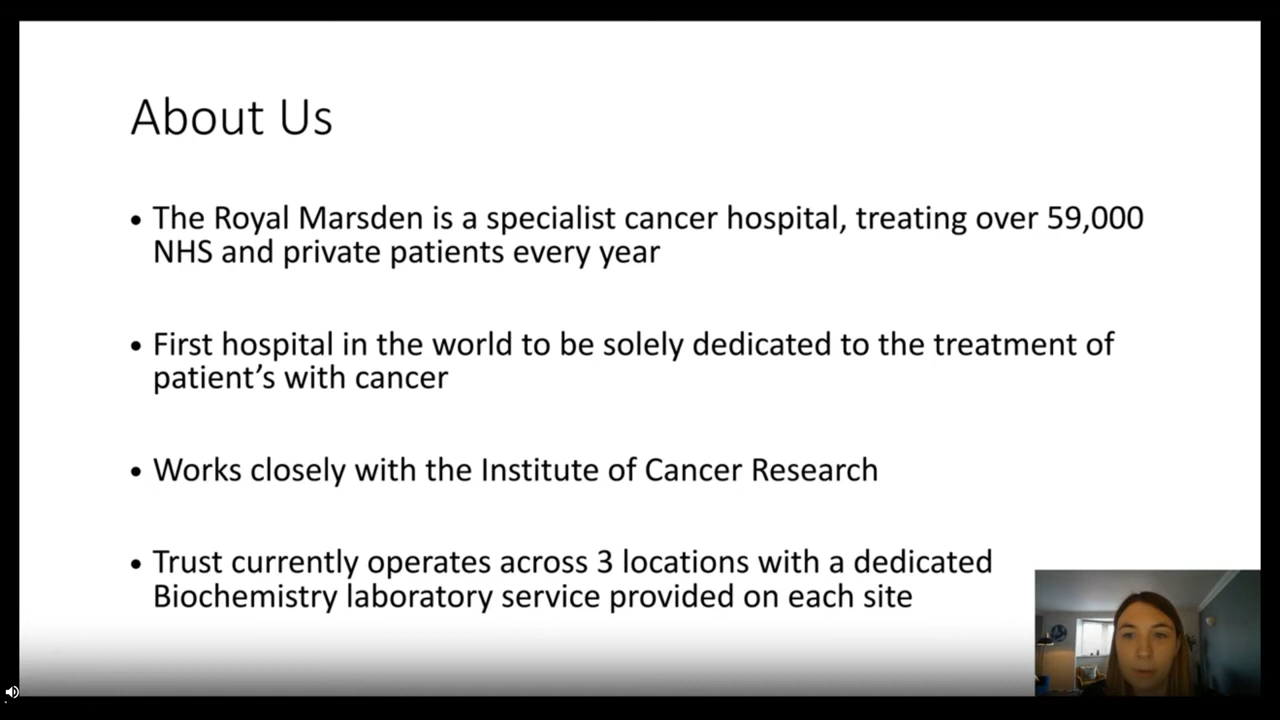 About Us
• The Royal Marsden is a specialist cancer hospital, treating over 59,000
NHS and private patients every year
• First hospital in the world to be solely dedicated to the treatment of
patient’s with cancer
• Works closely with the Institute of Cancer Research
• Trust currently operates across 3 locations with a dedicated
Biochemistry laboratory service provided on each site